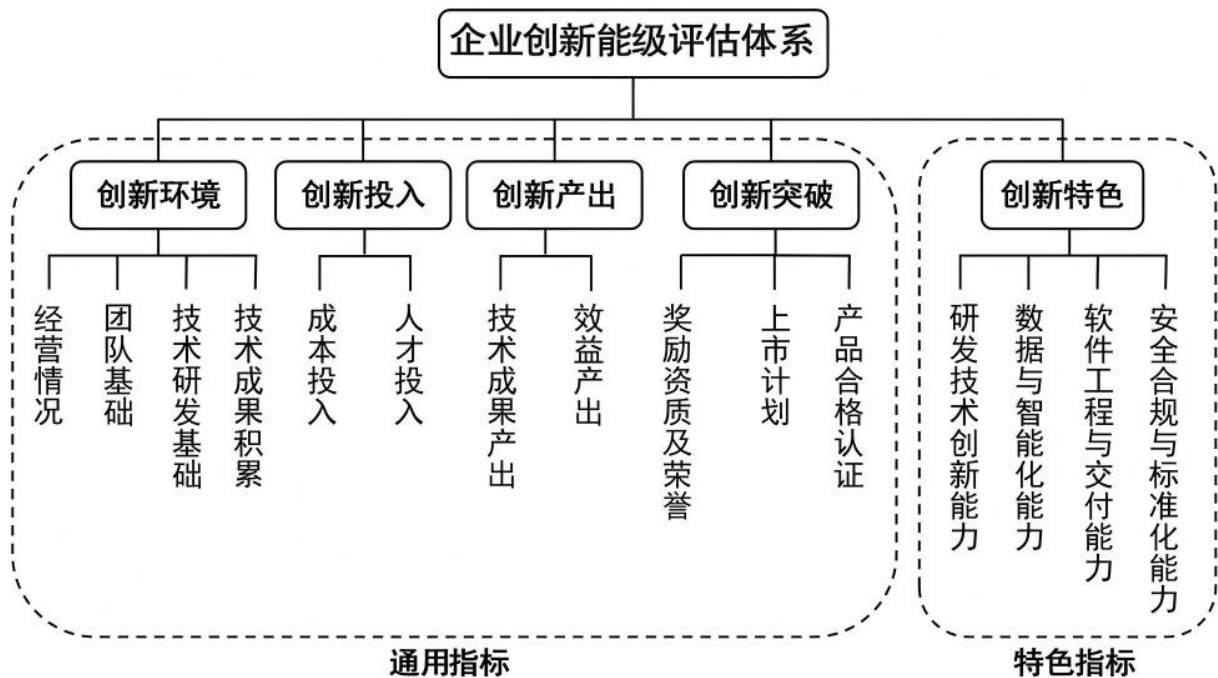 企业创新能级评估体系
创新环境
创新投入
创新产出
创新突破
创新特色
经营情况
团队基础
技术研发基础
技术成果积累
成本投入
人才投入
技术成果产出
效益产出
奖励资质及荣誉
上市计划
产品合格认证
研发技术创新能力
数据与智能化能力
软件工程与交付能力
安全合规与标准化能力
通用指标
特色指标